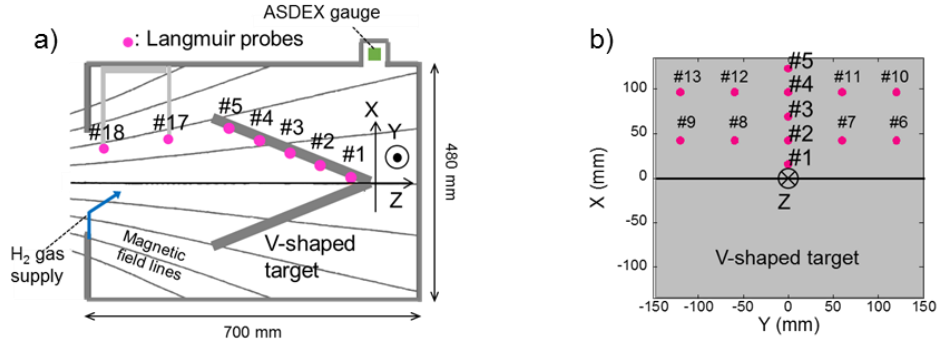 ASDEX gauge
a)
: Langmuir probes
#5
#4
#3
#2
#1
#18
#17
X
Y
Z
480 mm
H2 gas
supply
Magnetic
field lines
V-shaped
target
700 mm
b)
#5
#13
#12
#4
#11
#10
#3
#9
#8
#2
#7
#6
#1
Z
V-shaped target
100
50
0
-50
-100
X (mm)
-150
-100
-50
0
50
100
150
Y (mm)